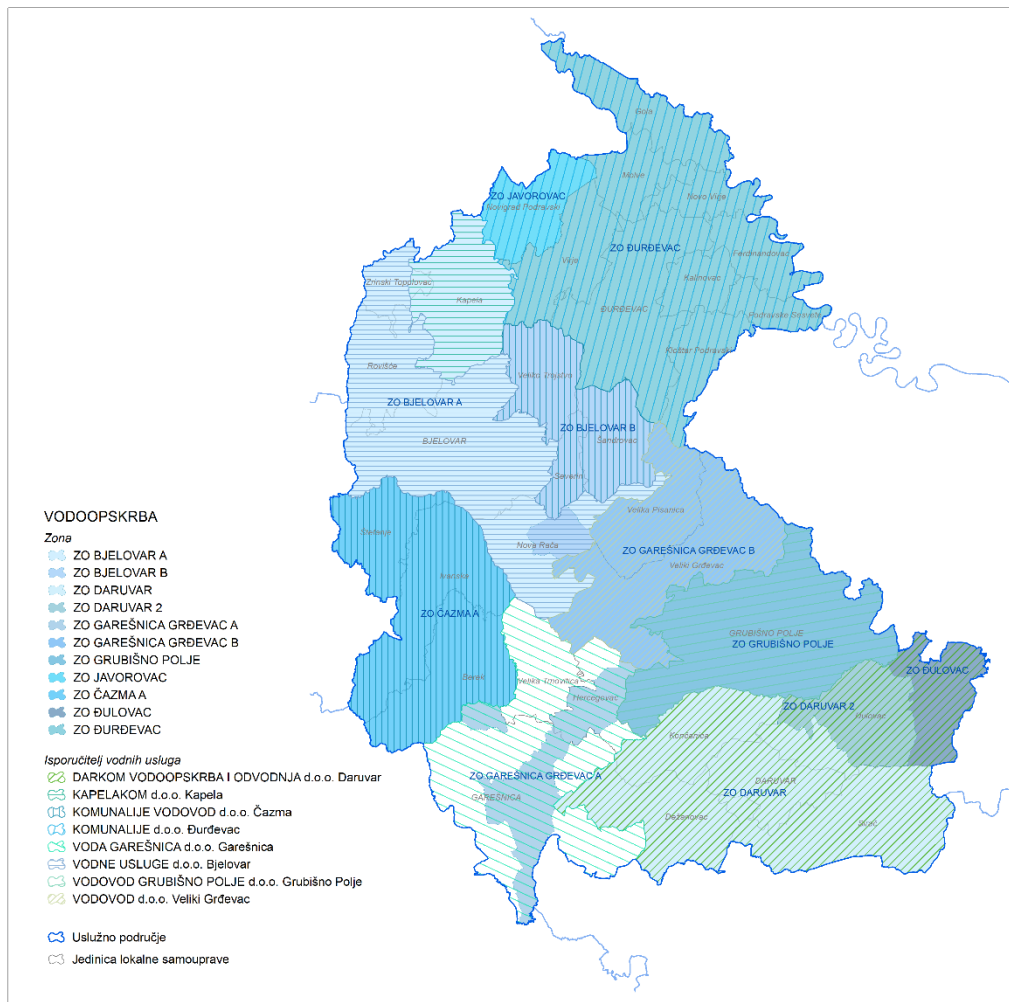 Gola
Molve
Novo Virje
ZO JAVOROVAC
Novigrad Podravski
ZO ĐURĐEVAC
Ferdinandovac
Virje
Kalinovac
Zrinski Topolovac
Kapela
ĐURĐEVAC
Podravske Sesvete
Kloštar Podravski
Rovišće
Veliko Trojstvo
ZO BJELOVAR A
ZO BJELOVAR B
BJELOVAR
Šandrovac
Severin
Velika Pisanica
Štefanje
Nova Rača
ZO GAREŠNICA GRĐEVAC B
Veliki Grđevac
Ivanska
ZO ČAZMA A
GRUBIŠNO POLJE
ZO GRUBIŠNO POLJE
Berek
Velika Trnovitica
ZO ĐULOVAC
Hercegovac
ZO DARUVAR 2
Đulovac
Končanica
ZO GAREŠNICA GRĐEVAC A
DARUVAR
ZO DARUVAR
GAREŠNICA
Dežanovac
Sirač
VODOOPSKRBA
Zona
ZO BJELOVAR A
ZO BJELOVAR B
ZO DARUVAR
ZO DARUVAR 2
ZO GAREŠNICA GRĐEVAC A
ZO GAREŠNICA GRĐEVAC B
ZO GRUBIŠNO POLJE
ZO JAVOROVAC
ZO ČAZMA A
ZO ĐULOVAC
ZO ĐURĐEVAC
Isporučitelj vodnih usluga
DARKOM VODOOPSKRBA I ODVODNJA d.o.o. Daruvar
KAPELAKOM d.o.o. Kapela
KOMUNALIJE VODOVOD d.o.o. Čazma
KOMUNALIJE d.o.o. Đurđevac
VODA GAREŠNICA d.o.o. Garešnica
VODNE USLUGE d.o.o. Bjelovar
VODOVOD GRUBIŠNO POLJE d.o.o. Grubišno Polje
VODOVOD d.o.o. Veliki Grđevac
Uslužno područje
Jedinica lokalne samouprave